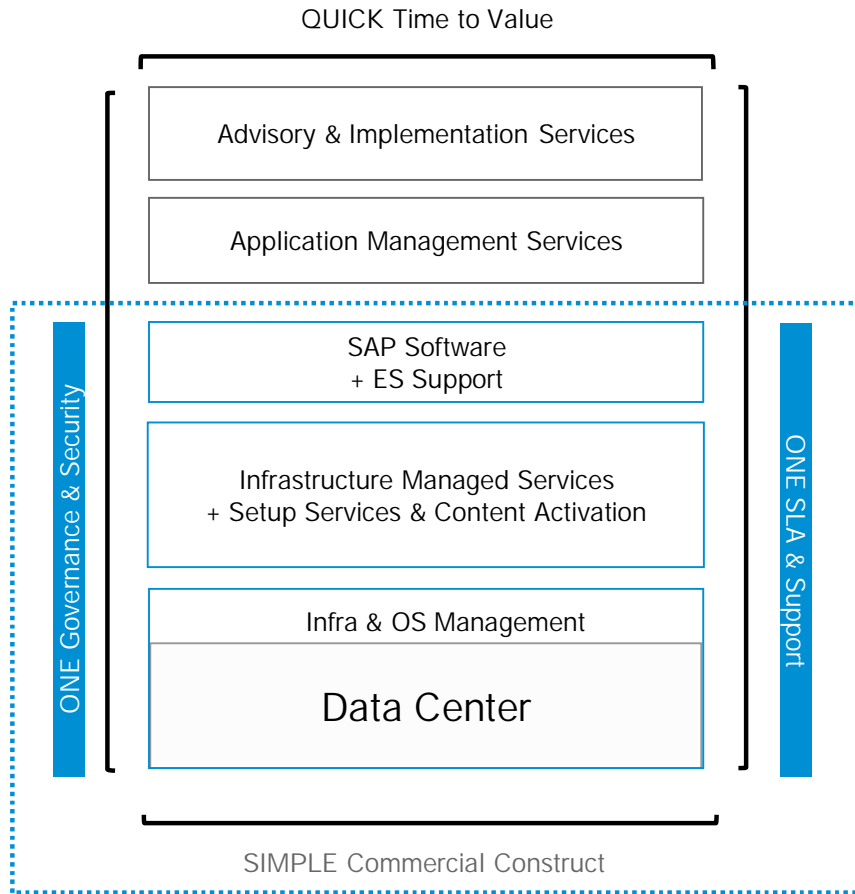 QUICK Time to Value
Advisory & Implementation Services
Application Management Services
SAP Software
+ ES Support
ONE Governance & Security
ONE SLA & Support
Infrastructure Managed Services
+ Setup Services & Content Activation
Infra & OS Management
Data Center
SIMPLE Commercial Construct